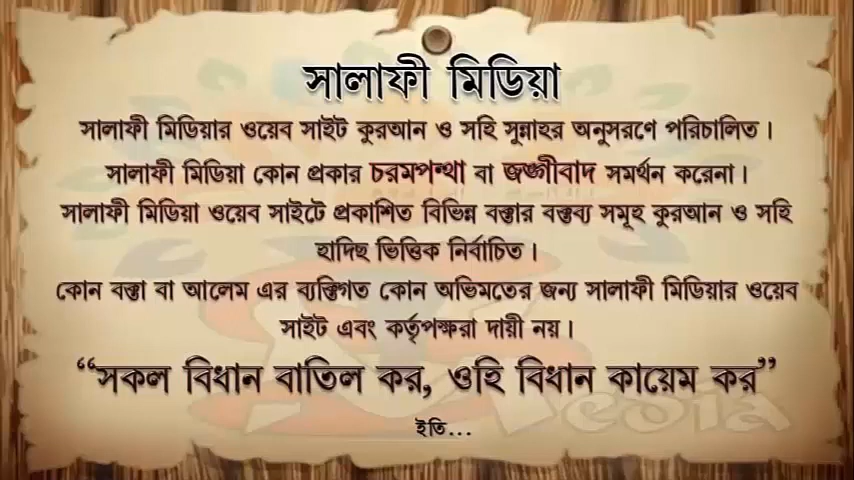 সালাফী মিডিয়া
সালাফী মিডিয়ার ওয়েব সাইট কুরআন ও সহি সুন্নাহর অনুসরণে পরিচালিত।
সালাফী মিডিয়া কোন প্রকার চরমপন্থা বা জঙ্গীবাদ সমর্থন করেনা।
সালাফী মিডিয়া ওয়েব সাইটে প্রকাশিত বিভিন্ন বক্তার বক্তব্য সমূহ কুরআন ও সহি
হাদিছ ভিত্তিক নির্বাচিত।
কোন বক্তা বা আলেম এর ব্যক্তিগত কোন অভিমতের জন্য সালাফী মিডিয়ার ওয়েব
সাইট এবং কর্তৃপক্ষরা দায়ী নয়।
“সকল বিধান বাতিল কর, ওহি বিধান কায়েম কর”
ইতি...